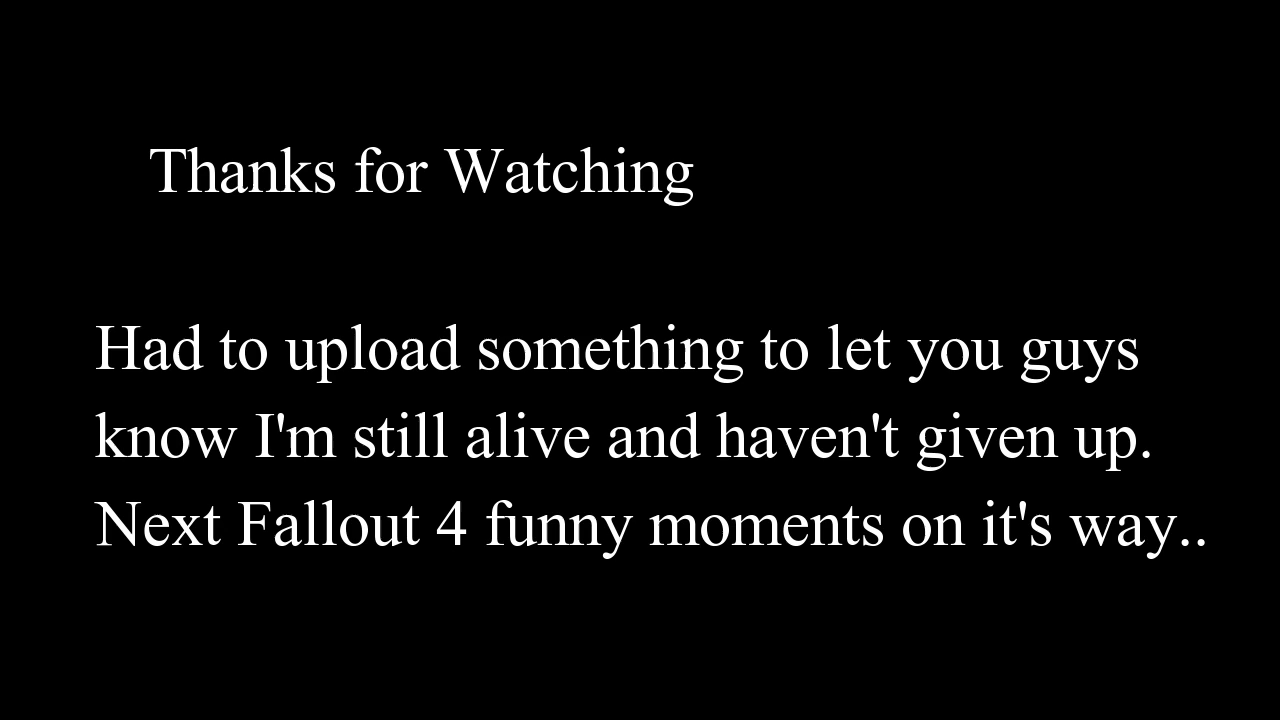 Thanks for Watching
Had to upload something to let you guys
know I'm still alive and haven't given up.
Next Fallout 4 funny moments on it's way..